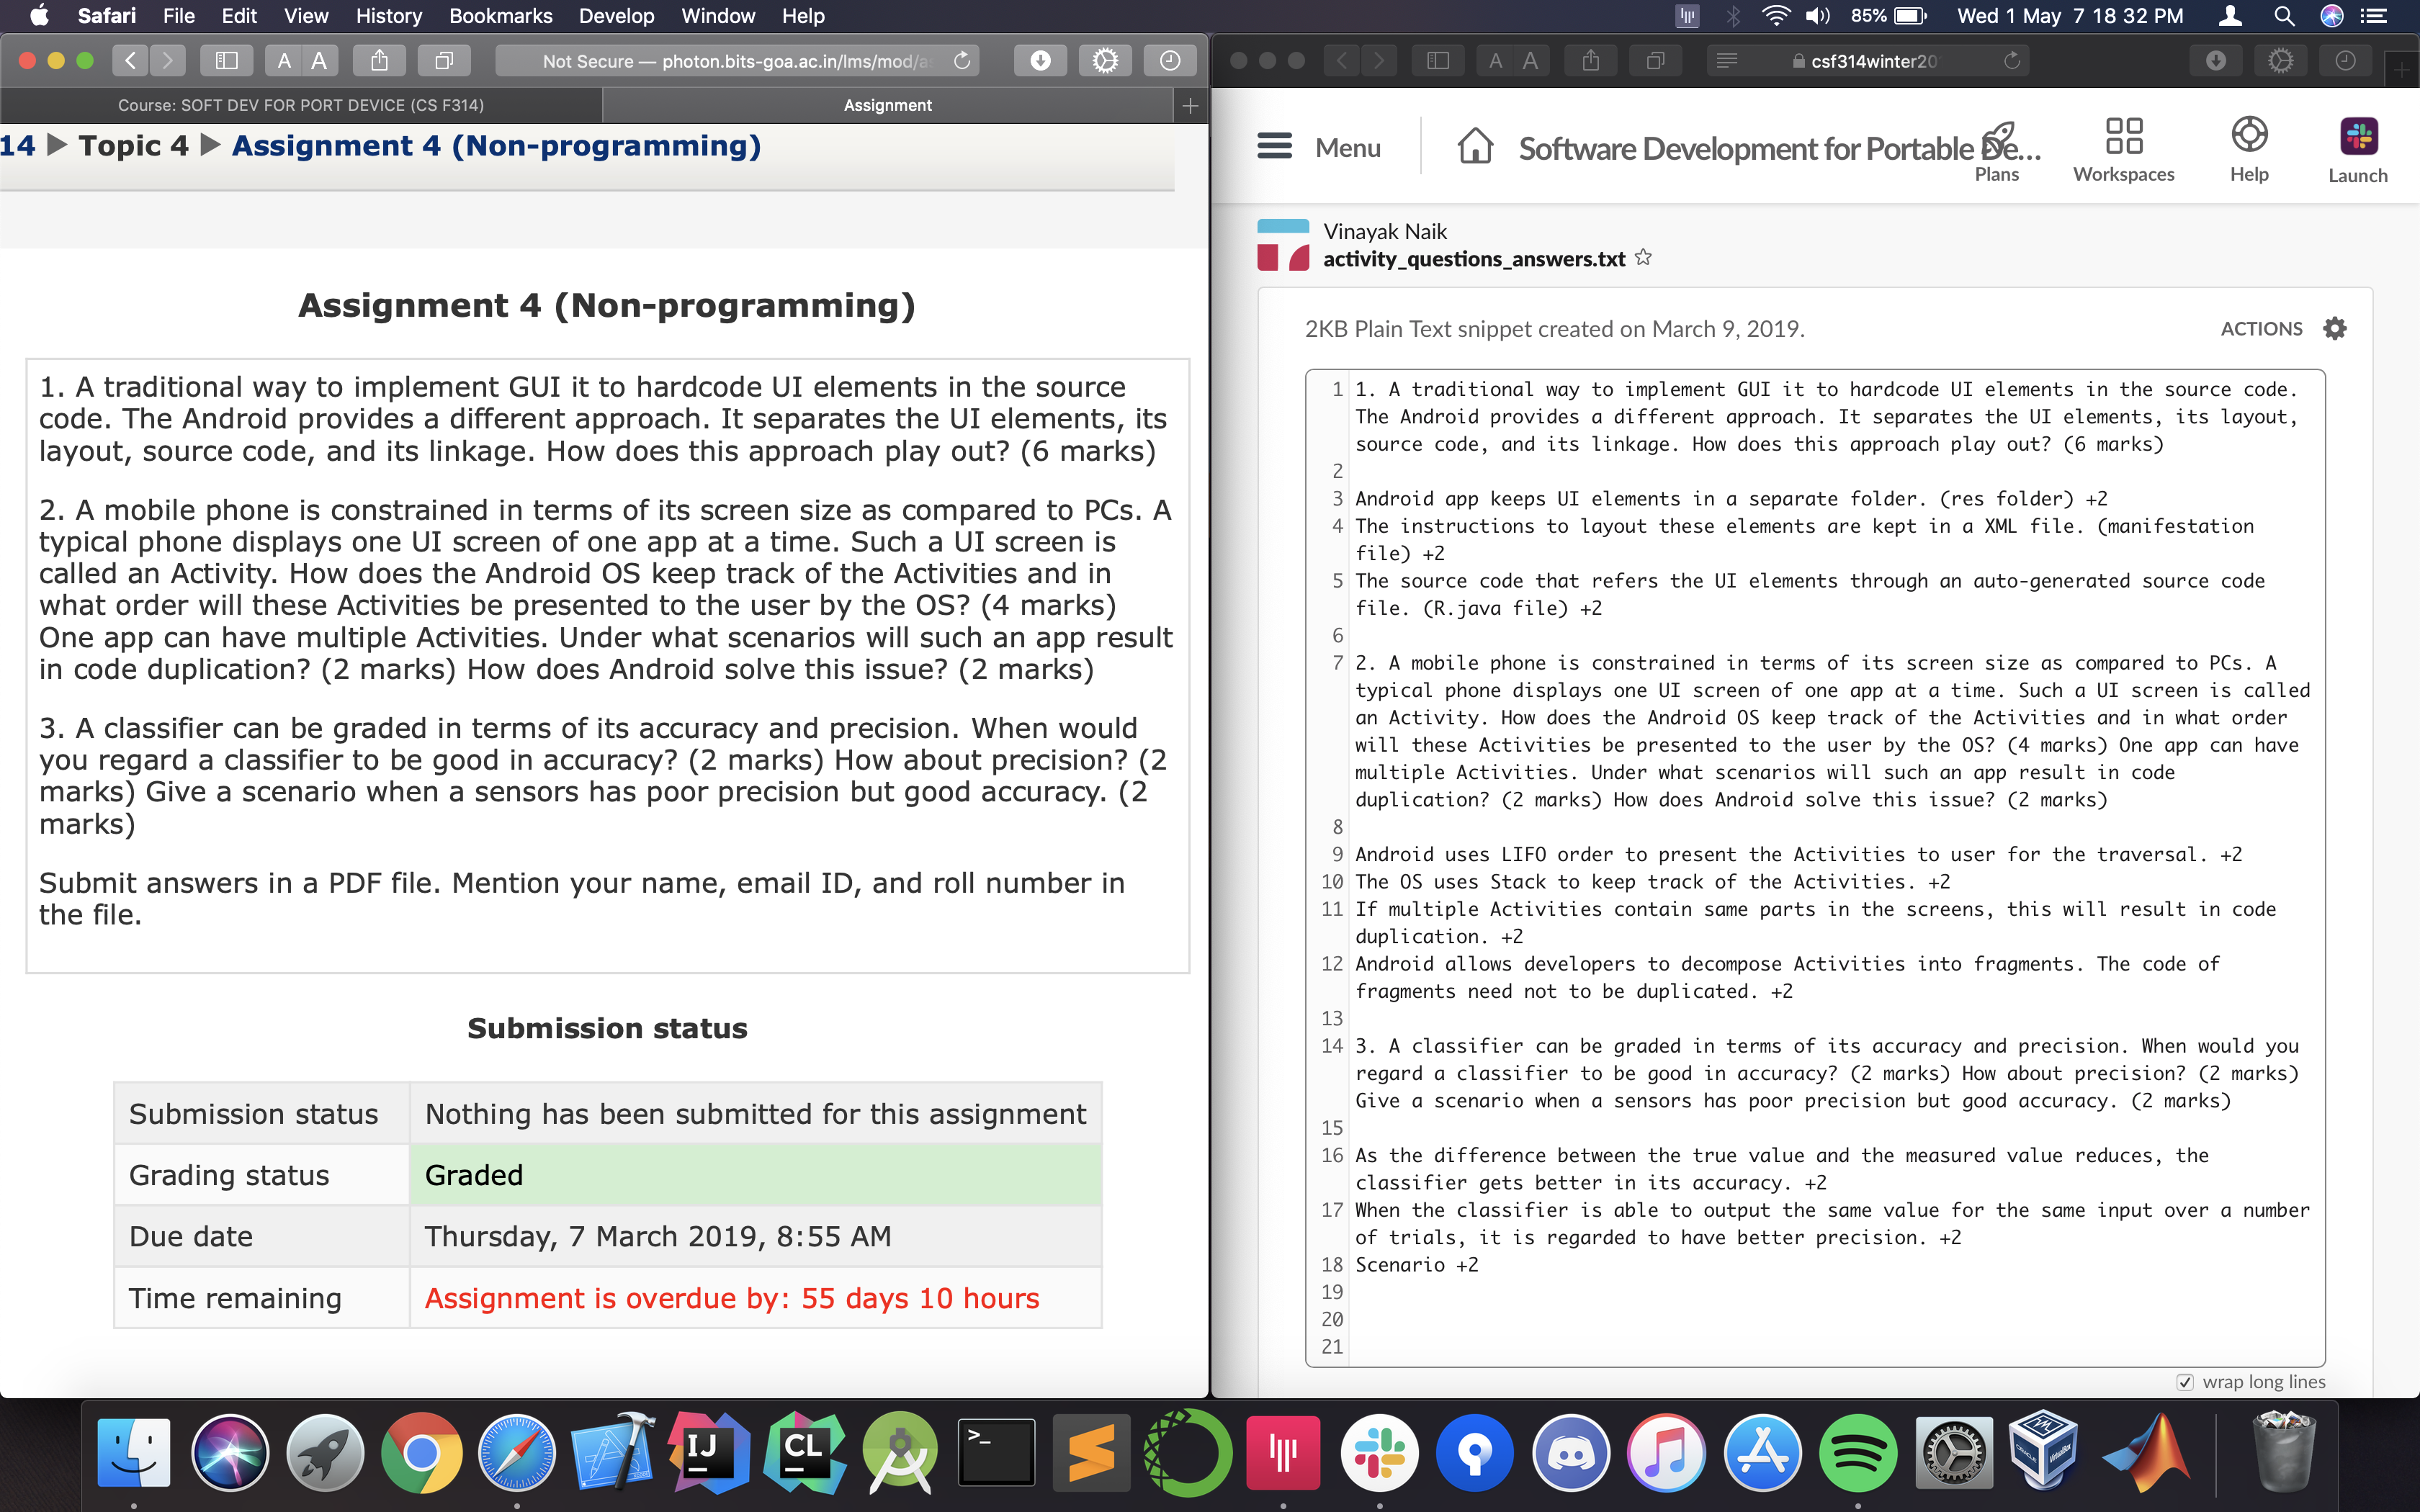 Safari File Edit View History Bookmarks Develop Window Help 85% Wed 1 May 7 18 32 PM
A A Not Secure — photon.bits-goa.ac.in/lms/mod/a
Course: SOFT DEV FOR PORT DEVICE (CS F314) Assignment
14 ▶ Topic 4 ▶ Assignment 4 (Non-programming)
Assignment 4 (Non-programming)
1. A traditional way to implement GUI it to hardcode UI elements in the source
code. The Android provides a different approach. It separates the UI elements, its
layout, source code, and its linkage. How does this approach play out? (6 marks)
2. A mobile phone is constrained in terms of its screen size as compared to PCs. A
typical phone displays one UI screen of one app at a time. Such a UI screen is
called an Activity. How does the Android OS keep track of the Activities and in
what order will these Activities be presented to the user by the OS? (4 marks)
One app can have multiple Activities. Under what scenarios will such an app result
in code duplication? (2 marks) How does Android solve this issue? (2 marks)
3. A classifier can be graded in terms of its accuracy and precision. When would
you regard a classifier to be good in accuracy? (2 marks) How about precision? (2
marks) Give a scenario when a sensors has poor precision but good accuracy. (2
marks)
Submit answers in a PDF file. Mention your name, email ID, and roll number in
the file.
Submission status
Submission status Nothing has been submitted for this assignment
Grading status Graded
Due date Thursday, 7 March 2019, 8:55 AM
Time remaining Assignment is overdue by: 55 days 10 hours
A A csf314winter20
Menu Software Development for Portable De...
Plans Workspaces Help Launch
Vinayak Naik
activity_questions_answers.txt
2KB Plain Text snippet created on March 9, 2019. ACTIONS
1 1. A traditional way to implement GUI it to hardcode UI elements in the source code.
The Android provides a different approach. It separates the UI elements, its layout,
source code, and its linkage. How does this approach play out? (6 marks)
2
3 Android app keeps UI elements in a separate folder. (res folder) +2
4 The instructions to layout these elements are kept in a XML file. (manifestation
file) +2
5 The source code that refers the UI elements through an auto-generated source code
file. (R.java file) +2
6
7 2. A mobile phone is constrained in terms of its screen size as compared to PCs. A
typical phone displays one UI screen of one app at a time. Such a UI screen is called
an Activity. How does the Android OS keep track of the Activities and in what order
will these Activities be presented to the user by the OS? (4 marks) One app can have
multiple Activities. Under what scenarios will such an app result in code
duplication? (2 marks) How does Android solve this issue? (2 marks)
8
9 Android uses LIFO order to present the Activities to user for the traversal. +2
10 The OS uses Stack to keep track of the Activities. +2
11 If multiple Activities contain same parts in the screens, this will result in code
duplication. +2
12 Android allows developers to decompose Activities into fragments. The code of
fragments need not to be duplicated. +2
13
14 3. A classifier can be graded in terms of its accuracy and precision. When would you
regard a classifier to be good in accuracy? (2 marks) How about precision? (2 marks)
Give a scenario when a sensors has poor precision but good accuracy. (2 marks)
15
16 As the difference between the true value and the measured value reduces, the
classifier gets better in its accuracy. +2
17 When the classifier is able to output the same value for the same input over a number
of trials, it is regarded to have better precision. +2
18 Scenario +2
19
20
21
wrap long lines
IJ CL >_